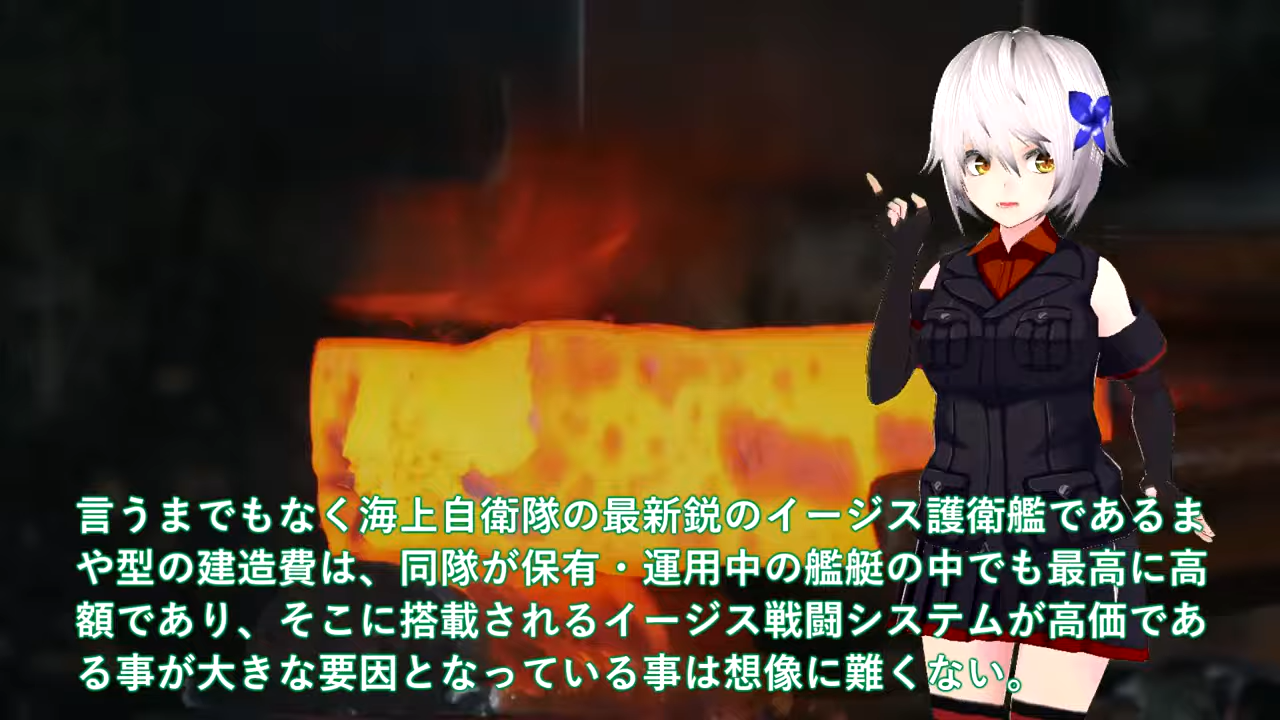 言うまでもなく海上自衛隊の最新鋭のイージス護衛艦であるま
や型の建造費は、同隊が保有・運用中の艦艇の中でも最高に高
額であり、そこに搭載されるイージス戦闘システムが高価であ
る事が大きな要因となっている事は想像に難くない。